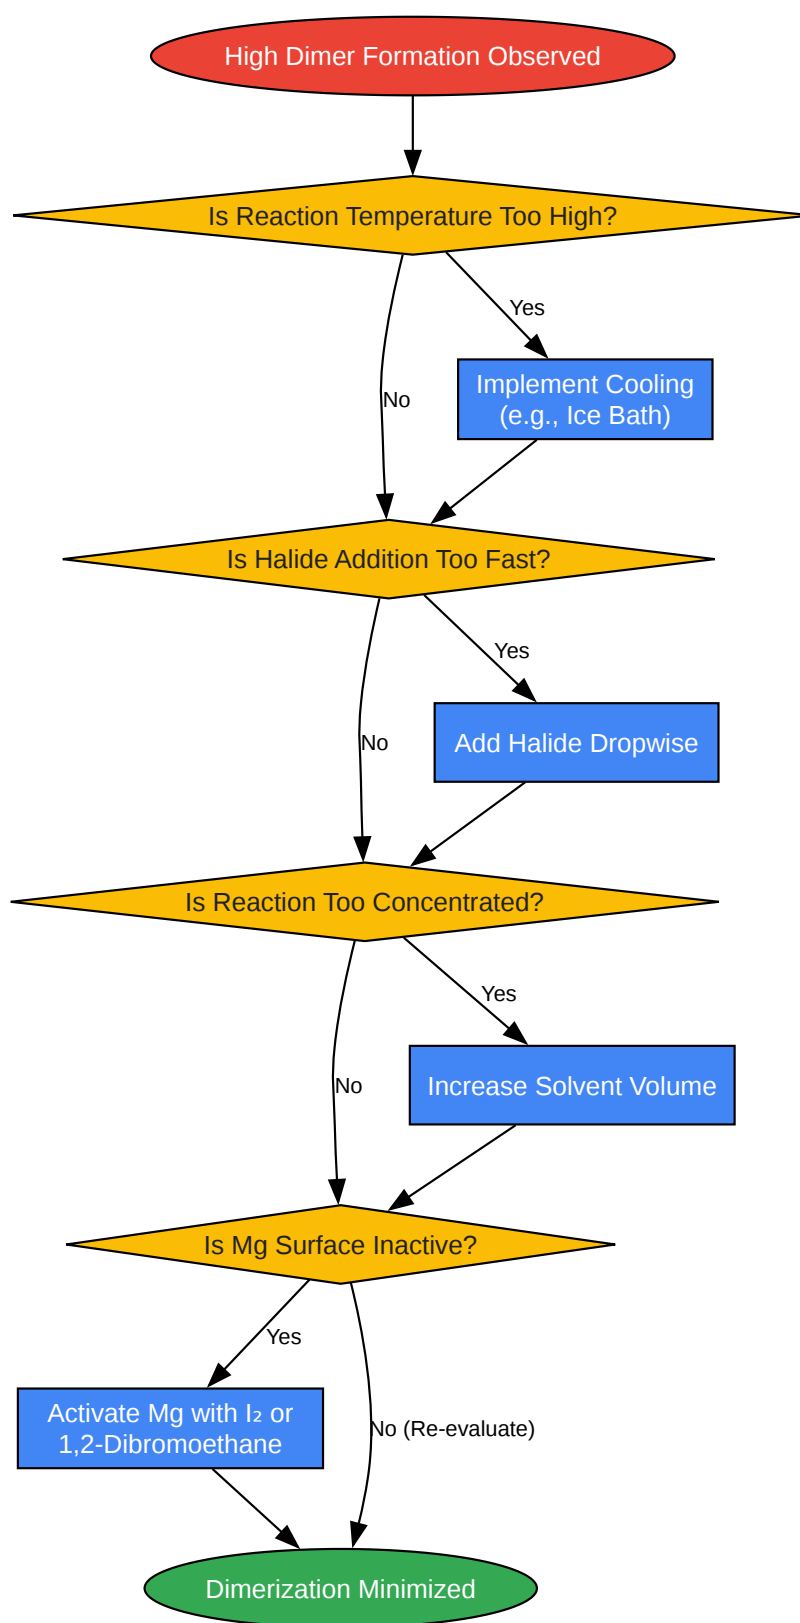 High Dimer Formation Observed
Is Reaction Temperature Too High?
Yes
Implement Cooling
(e.g., Ice Bath)
No
Is Halide Addition Too Fast?
Yes
Add Halide Dropwise
No
Is Reaction Too Concentrated?
Yes
Increase Solvent Volume
No
Is Mg Surface Inactive?
Yes
Activate Mg with I₂ or
1,2-Dibromoethane
No (Re-evaluate)
Dimerization Minimized